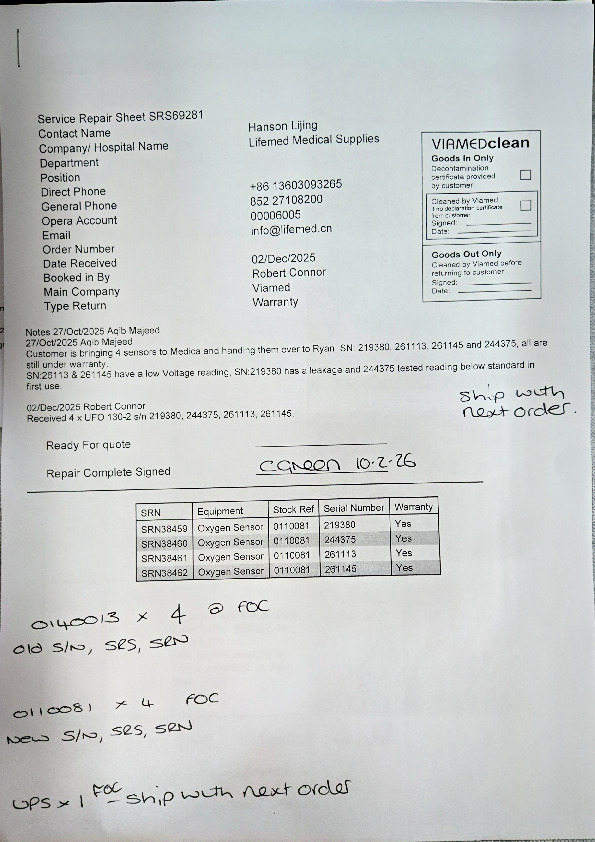 Service Repair Sheet SRS69281
Contact Name Hanson Lijing
Company/ Hospital Name Lifemed Medical Supplies
Department
Position
Direct Phone +86 13603093265
General Phone 852 27108200
Opera Account 00006005
Email info@lifemed.cn
Order Number
Date Received 02/Dec/2025
Booked in By Robert Connor
Main Company Viamed
Type Return Warranty
VIAMEDclean
Goods In Only
Decontamination
certificate provided
by customer
Cleaned by Viamed
if no declaration certificate
from customer
Signed:
Date:
Goods Out Only
Cleaned by Viamed before
returning to customer
Signed:
Date:
Notes 27/Oct/2025 Aqib Majeed
27/Oct/2025 Aqib Majeed
Customer is bringing 4 sensors to Medica and handing them over to Ryan. SN: 219380, 261113, 261145 and 244375, all are
still under warranty.
SN:26113 & 261145 have a low Voltage reading, SN:219380 has a leakage and 244375 tested reading below standard in
first use.
ship with
next order.
02/Dec/2025 Robert Connor
Received 4 x UFO 130-2 s/n 219380, 244375, 261113, 261145.
Ready For quote
Repair Complete Signed CGreen 10-2-26
SRN Equipment Stock Ref Serial Number Warranty
SRN38459 Oxygen Sensor 0110081 219380 Yes
SRN38460 Oxygen Sensor 0110081 244375 Yes
SRN38461 Oxygen Sensor 0110081 261113 Yes
SRN38462 Oxygen Sensor 0110081 261145 Yes
0140013 x 4 @ FOC
Old S/N, SRS, SRN
0110081 x 4 FOC
New S/N, SRS, SRN
UPS x 1 FOC - ship with next order